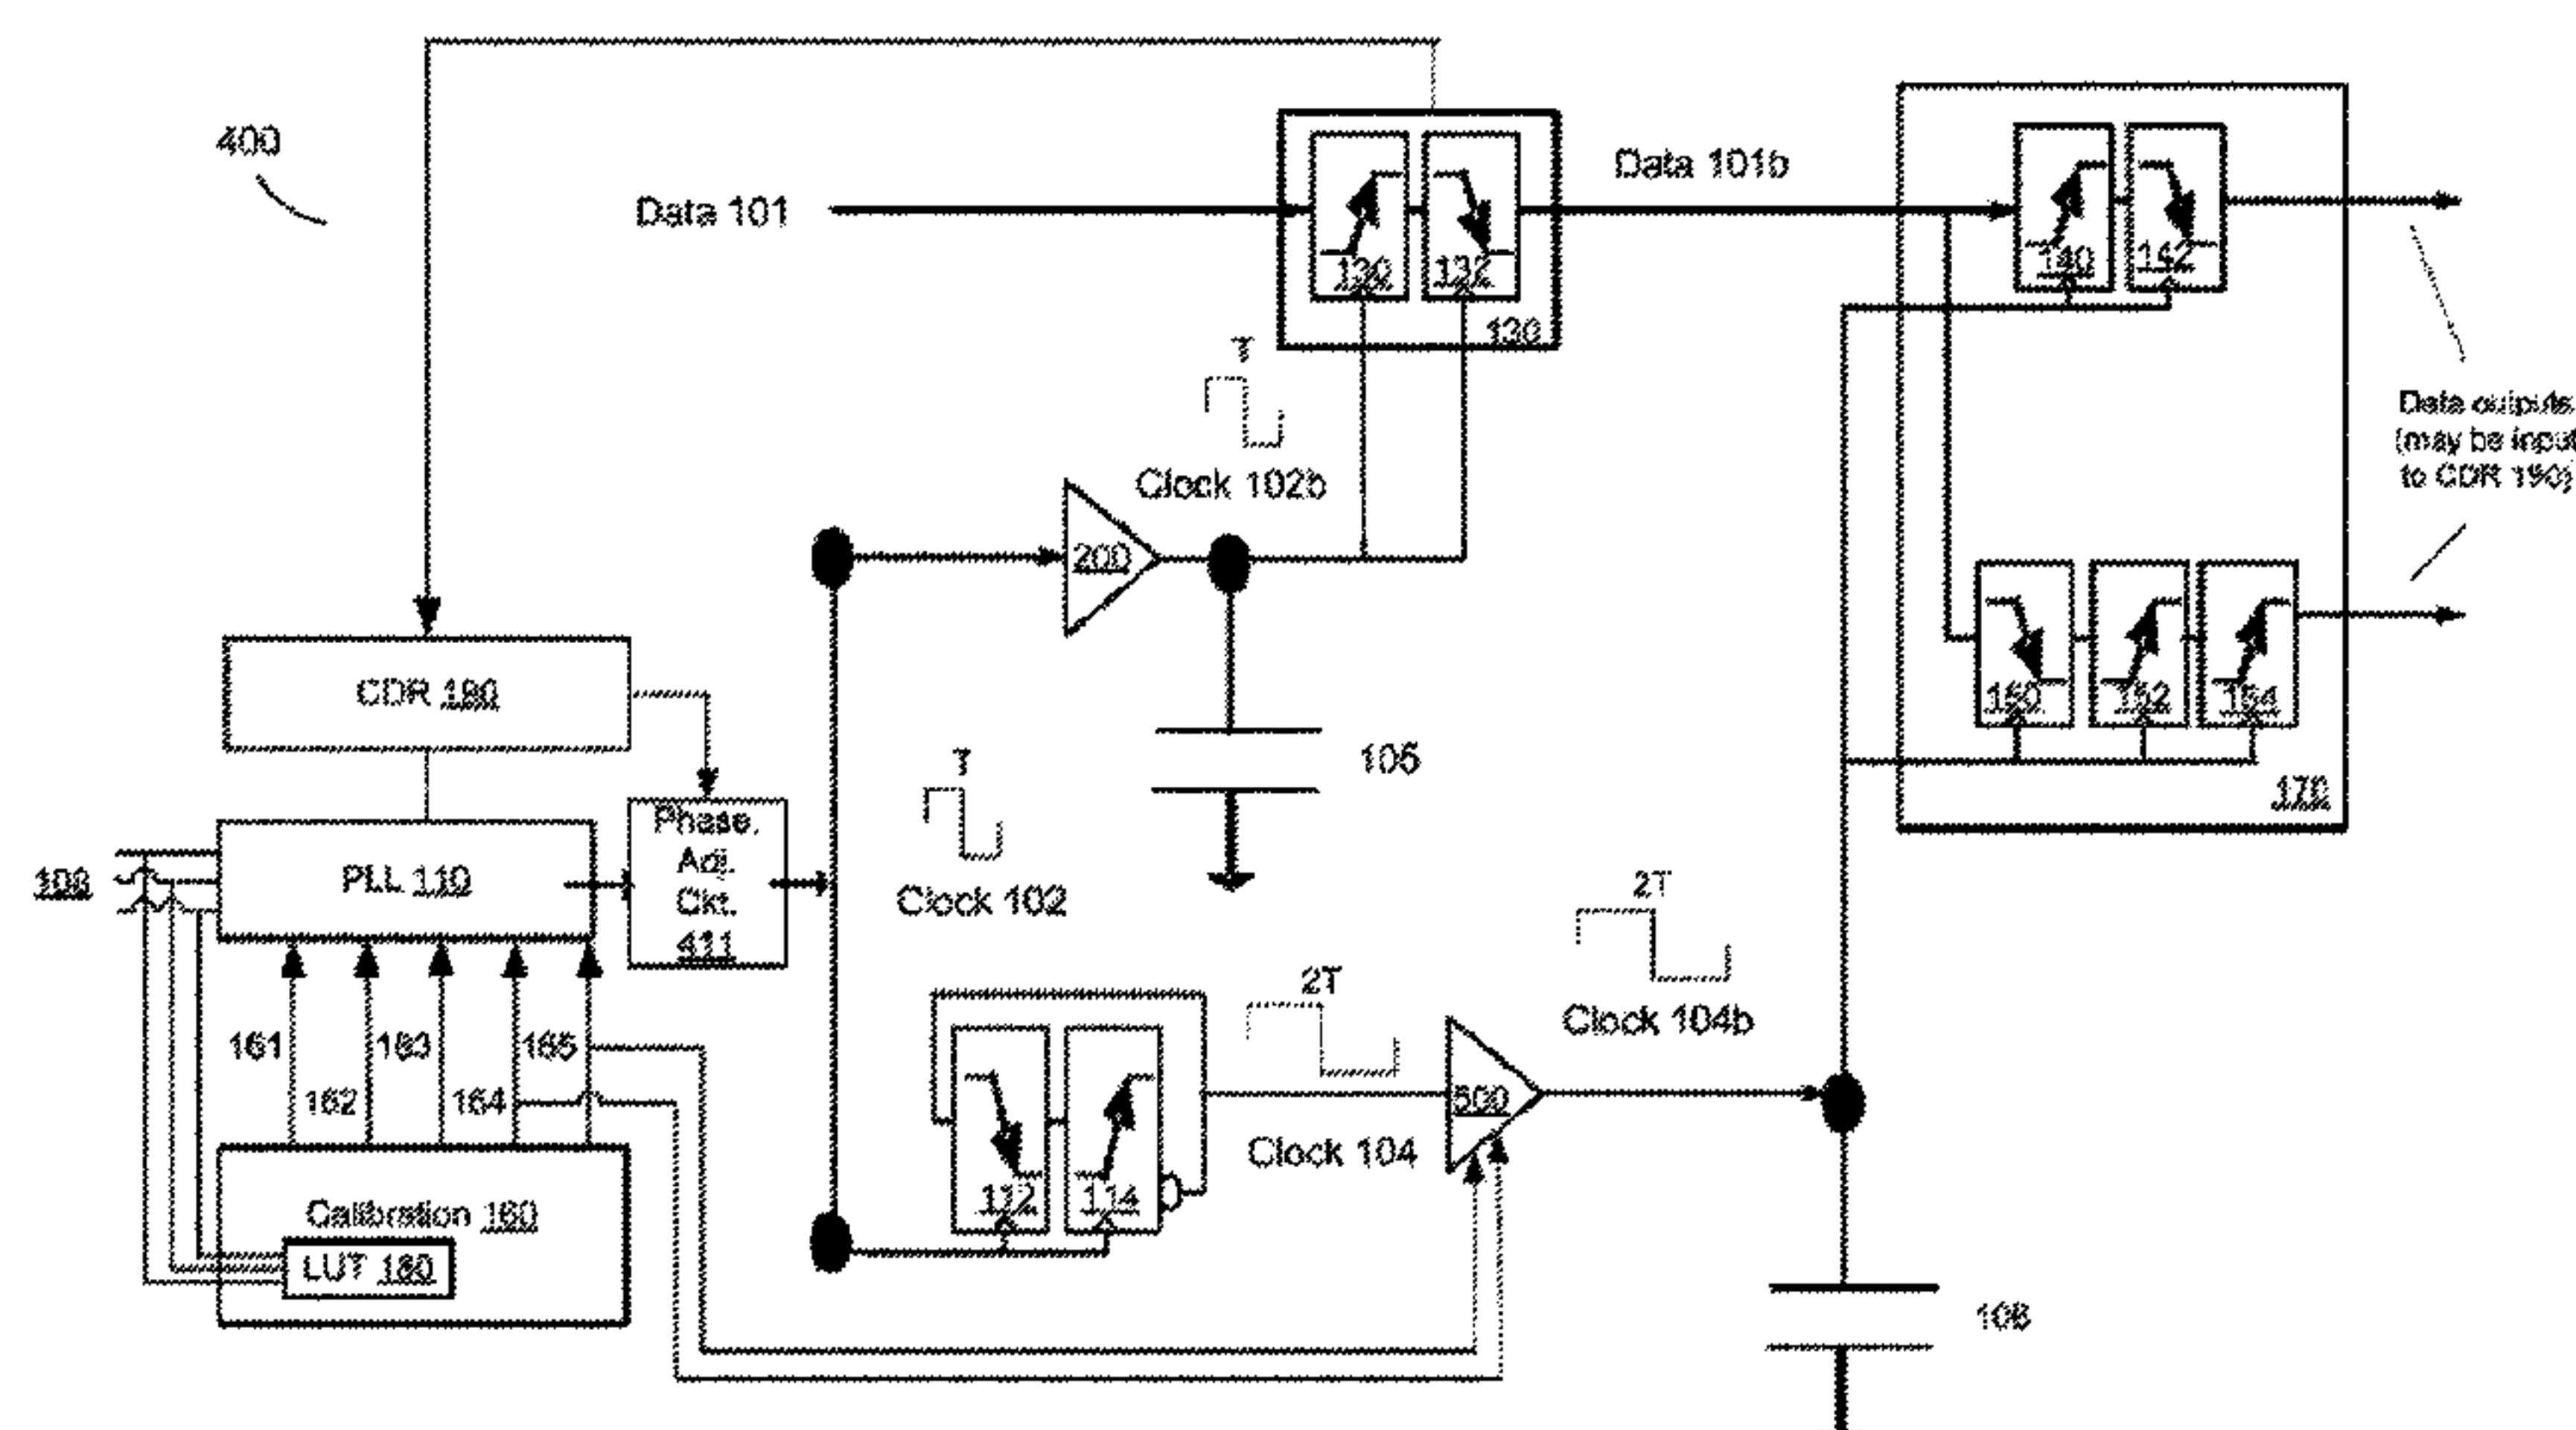 400
Data 101
130
132
130
Data 101b
140
142
Data outputs
(may be input
to CDR 190)
T
Clock 102b
200
CDR 190
105
150
152
154
170
T
Phase.
Adj.
Ckt.
411
PLL 110
108
Clock 102
2T
Clock 104b
2T
161
163
165
162
164
500
Clock 104
112
114
Calibration 160
LUT 180
106